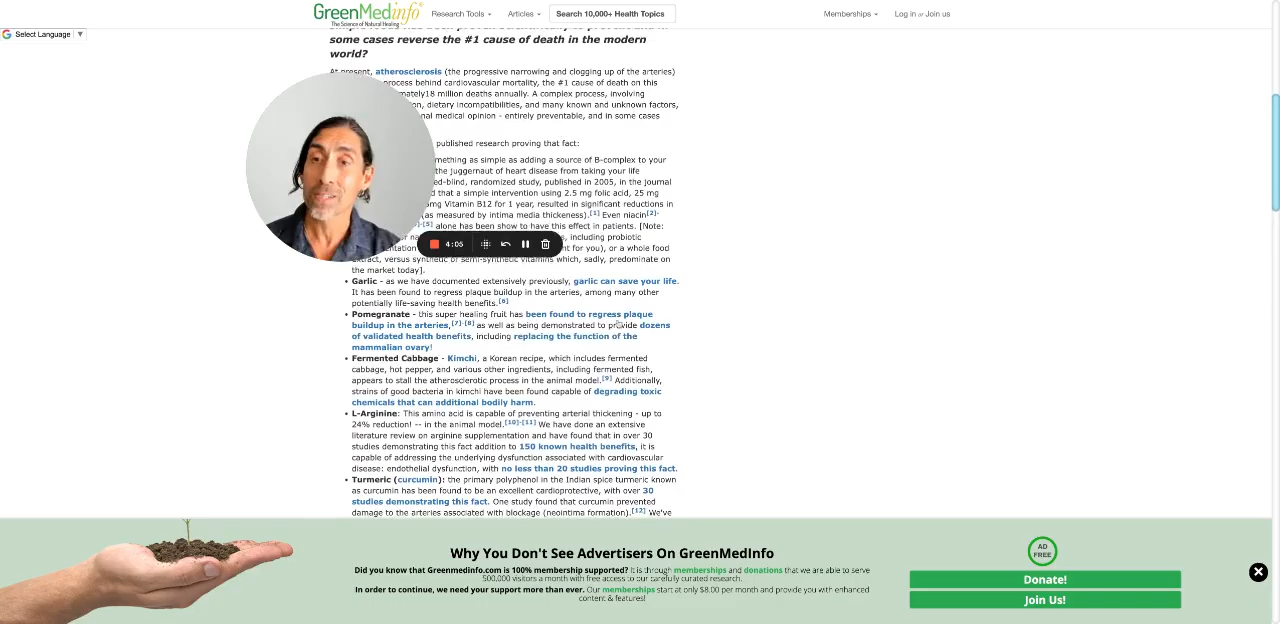 GreenMedinfo
The Science of Natural Healing
Research Tools
Articles
Search 10,000+ Health Topics
Memberships
Log in or Join us
Select Language
some cases reverse the #1 cause of death in the modern
world?
At present, atherosclerosis (the progressive narrowing and clogging up of the arteries)
process behind cardiovascular mortality, the #1 cause of death on this
18 million deaths annually. A complex process, involving
dietary incompatibilities, and many known and unknown factors,
medical opinion - entirely preventable, and in some cases
published research proving that fact:
as simple as adding a source of B-complex to your
the juggernaut of heart disease from taking your life
randomized study, published in 2005, in the journal
that a simple intervention using 2.5 mg folic acid, 25 mg
Vitamin B12 for 1 year, resulted in significant reductions in
(as measured by intima media thickness).[1] Even niacin[2]-
[5] alone has been show to have this effect in patients. [Note:
including probiotic
for you), or a whole food
extract, versus synthetic or semi-synthetic vitamins which, sadly, predominate on
the market today].
• Garlic - as we have documented extensively previously, garlic can save your life.
It has been found to regress plaque buildup in the arteries, among many other
potentially life-saving health benefits.[6]
• Pomegranate - this super healing fruit has been found to regress plaque
buildup in the arteries,[7]-[8] as well as being demonstrated to provide dozens
of validated health benefits, including replacing the function of the
mammalian ovary!
• Fermented Cabbage - Kimchi, a Korean recipe, which includes fermented
cabbage, hot pepper, and various other ingredients, including fermented fish,
appears to stall the atherosclerotic process in the animal model.[9] Additionally,
strains of good bacteria in kimchi have been found capable of degrading toxic
chemicals that can additional bodily harm.
• L-Arginine: This amino acid is capable of preventing arterial thickening - up to
24% reduction! -- in the animal model.[10]-[11] We have done an extensive
literature review on arginine supplementation and have found that in over 30
studies demonstrating this fact addition to 150 known health benefits, it is
capable of addressing the underlying dysfunction associated with cardiovascular
disease: endothelial dysfunction, with no less than 20 studies proving this fact.
• Turmeric (curcumin): the primary polyphenol in the Indian spice turmeric known
as curcumin has been found to be an excellent cardioprotective, with over 30
studies demonstrating this fact. One study found that curcumin prevented
damage to the arteries associated with blockage (neointima formation).[12] We've
4:05
Why You Don't See Advertisers On GreenMedInfo
Did you know that Greenmedinfo.com is 100% membership supported? It is through memberships and donations that we are able to serve
500,000 visitors a month with free access to our carefully curated research.
In order to continue, we need your support more than ever. Our memberships start at only $8.00 per month and provide you with enhanced
content & features!
AD
FREE
Donate!
Join Us!